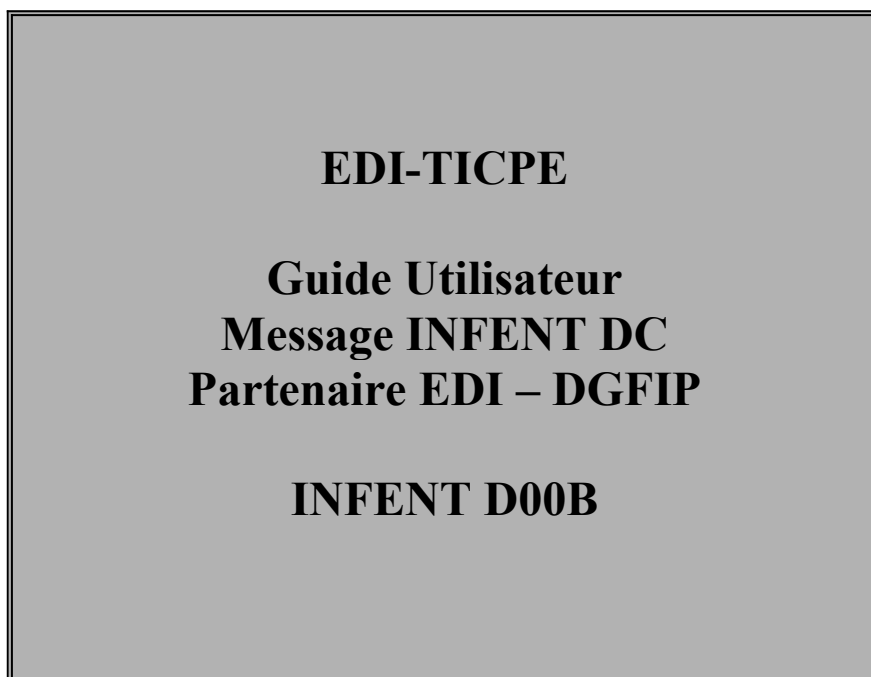 EDI-TICPE
Guide Utilisateur
Message INFENT DC
Partenaire EDI – DGFIP
INFENT D00B